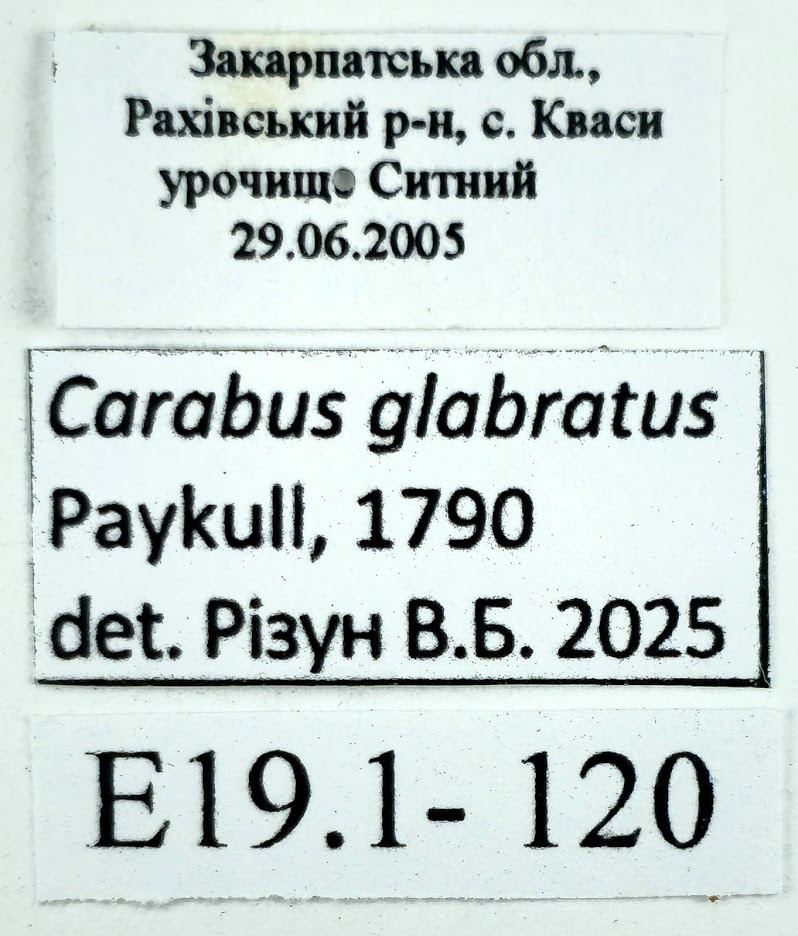 Закарпатська обл.,
Рахівський р-н, с. Кваси
урочище Ситний
29.06.2005
Carabus glabratus
Paykull, 1790
det. Різун В.Б. 2025
E19.1- 120